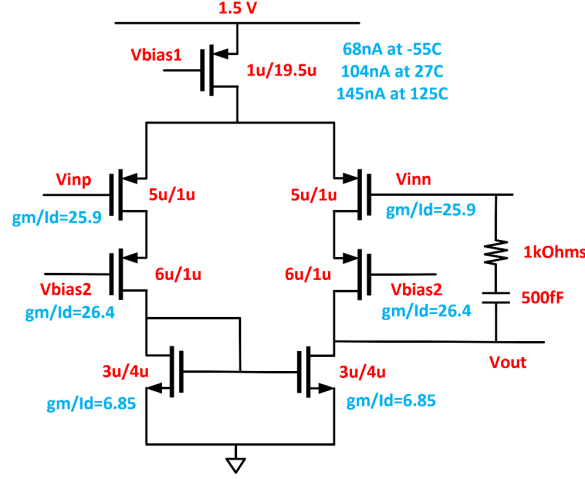 1.5 V
Vbias1
1u/19.5u
68nA at -55C
104nA at 27C
145nA at 125C
Vinp
5u/1u
5u/1u
Vinn
gm/Id=25.9
gm/Id=25.9
1kOhms
6u/1u
6u/1u
Vbias2
Vbias2
500fF
gm/Id=26.4
gm/Id=26.4
Vout
3u/4u
3u/4u
gm/Id=6.85
gm/Id=6.85